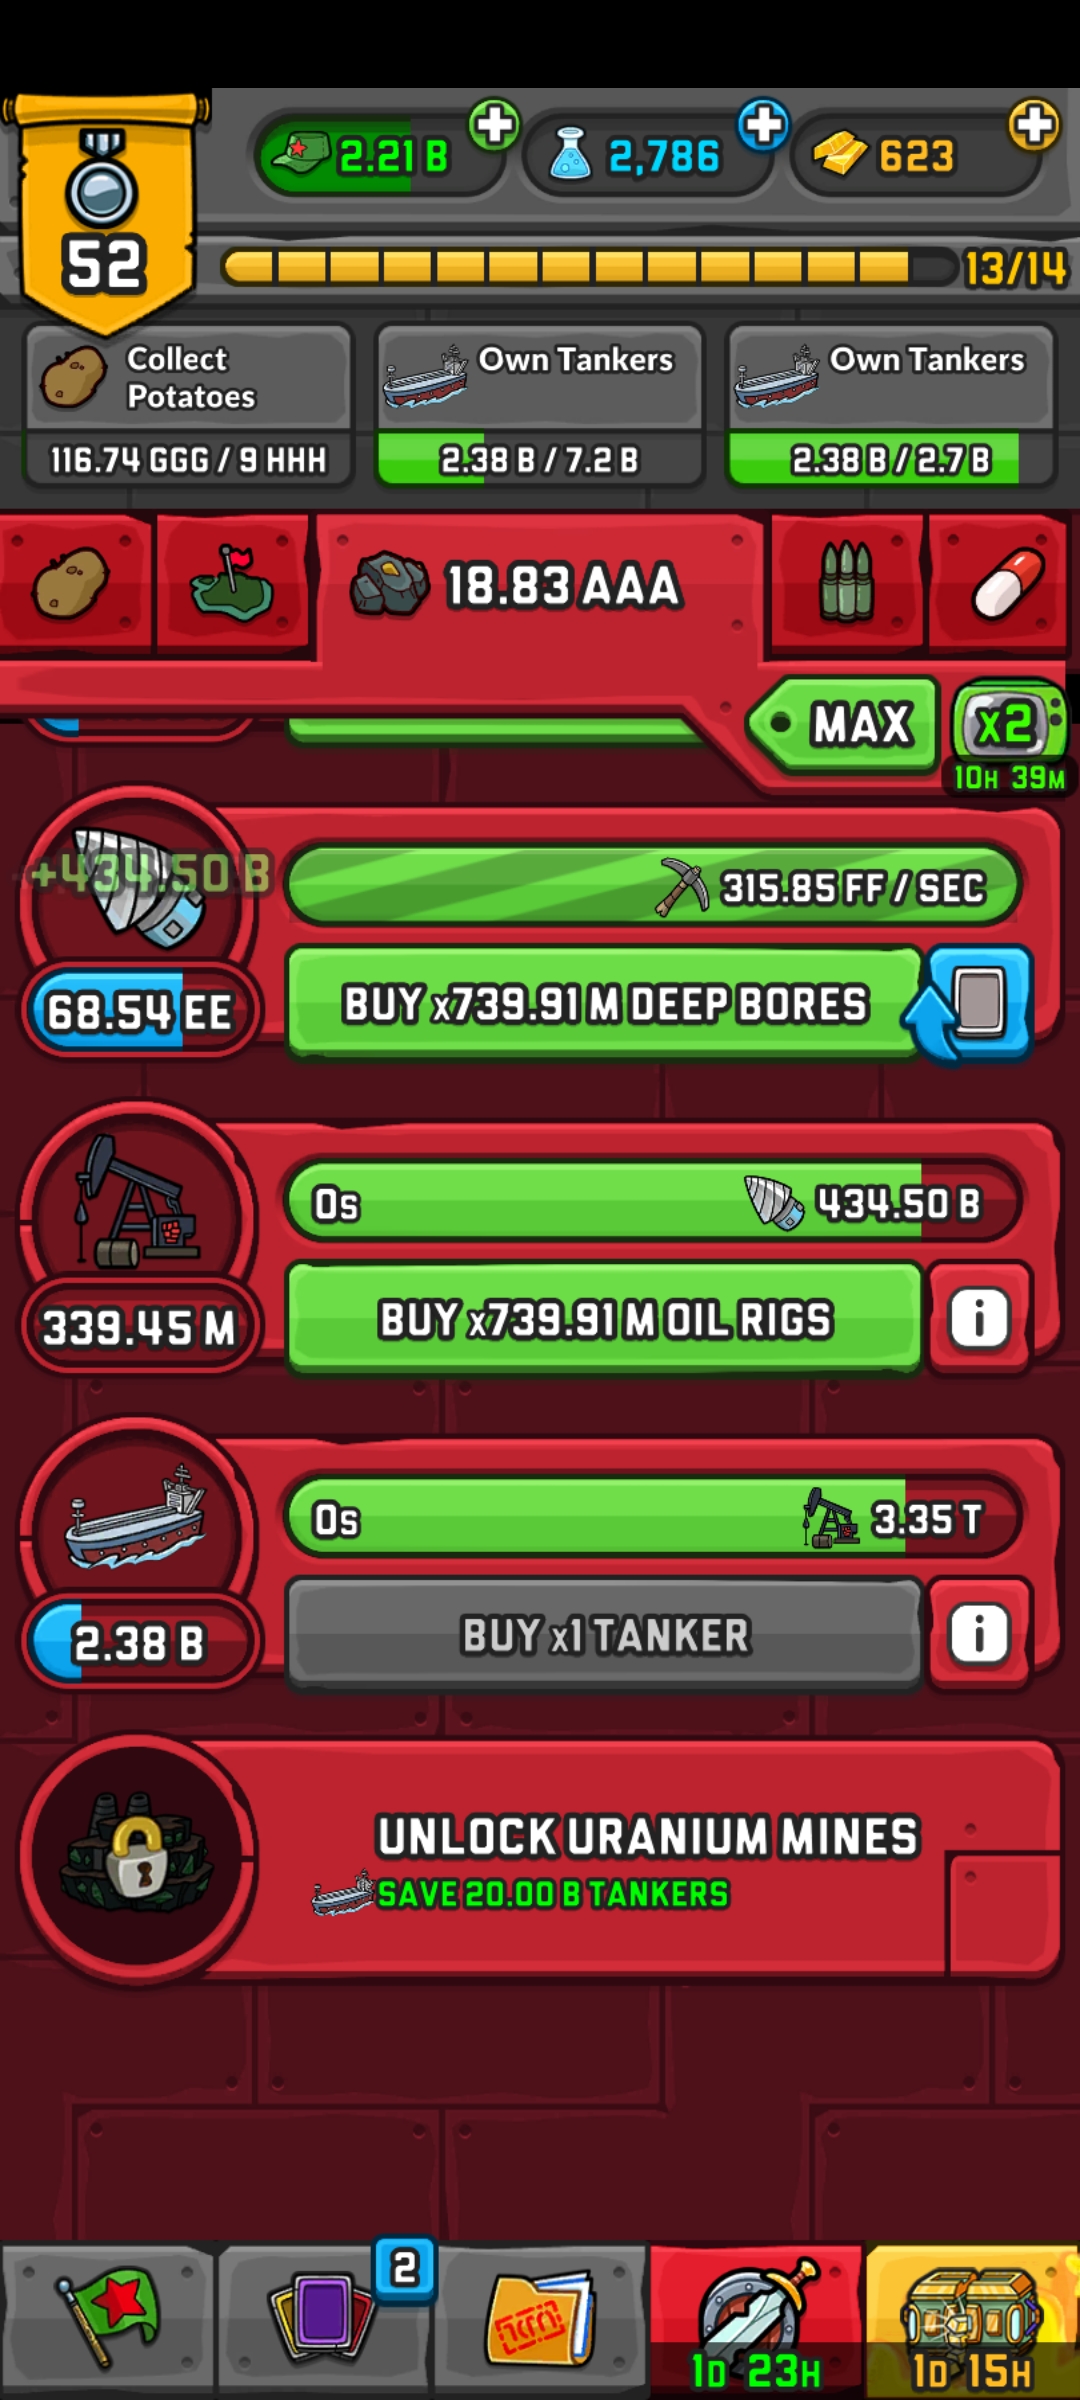 52
2.21 B
2,786
623
13/14
Collect
Potatoes
116.74 GGG / 9 HHH
Own Tankers
2.38 B / 7.2 B
Own Tankers
2.38 B / 2.7 B
18.83 AAA
MAX
x2
10H 39M
+434.50 B
315.85 FF / SEC
68.54 EE
BUY x739.91 M DEEP BORES
0s
434.50 B
339.45 M
BUY x739.91 M OIL RIGS
i
0s
3.35 T
2.38 B
BUY x1 TANKER
i
UNLOCK URANIUM MINES
SAVE 20.00 B TANKERS
2
1D 23H
1D 15H